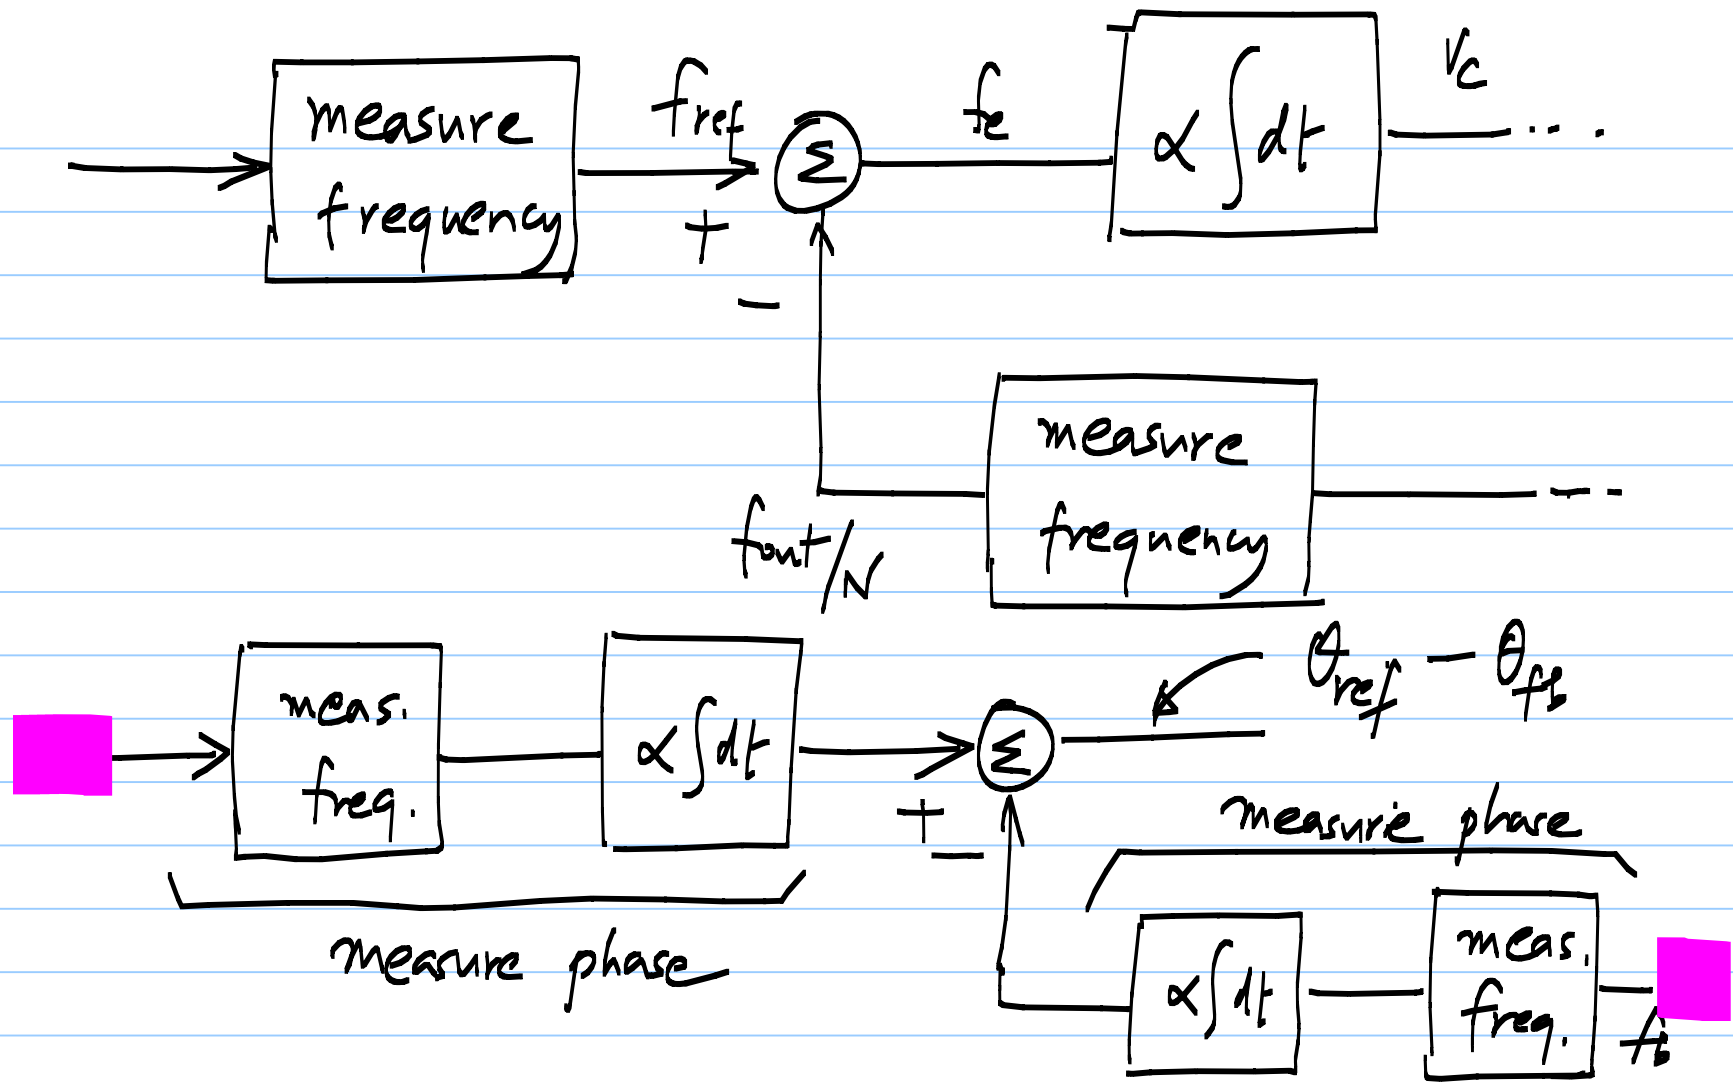 measure
frequency
fref
+
−
Σ
fe
α∫dt
Vc
....
measure
frequency
---
fout/N
meas.
freq.
α∫dt
+
−
Σ
θref − θfb
measure phase
measure phase
α∫dt
meas.
freq.
fb